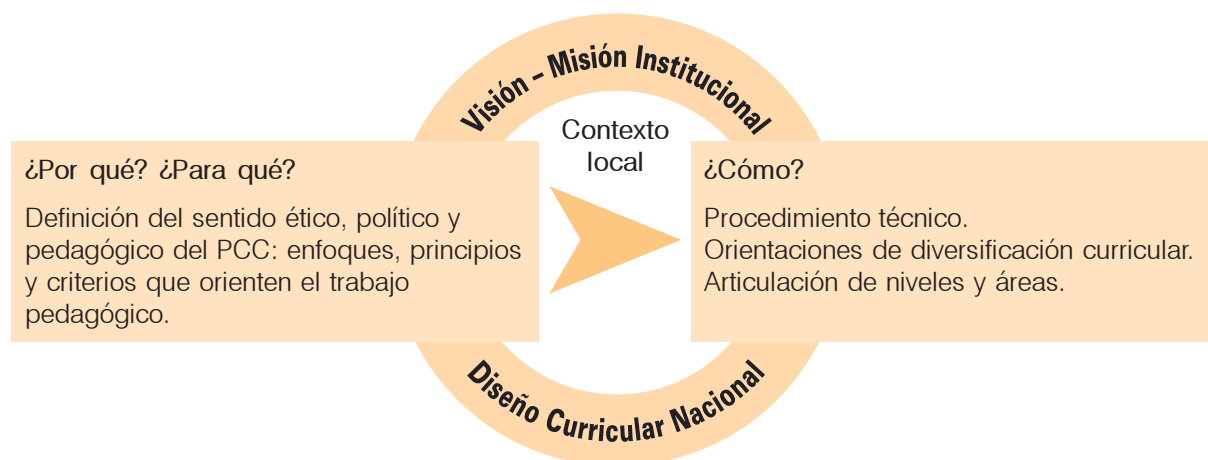 Visión – Misión Institucional
Contexto
local
¿Por qué? ¿Para qué?
Definición del sentido ético, político y
pedagógico del PCC: enfoques, principios
y criterios que orienten el trabajo
pedagógico.
¿Cómo?
Procedimiento técnico.
Orientaciones de diversificación curricular.
Articulación de niveles y áreas.
Diseño Curricular Nacional